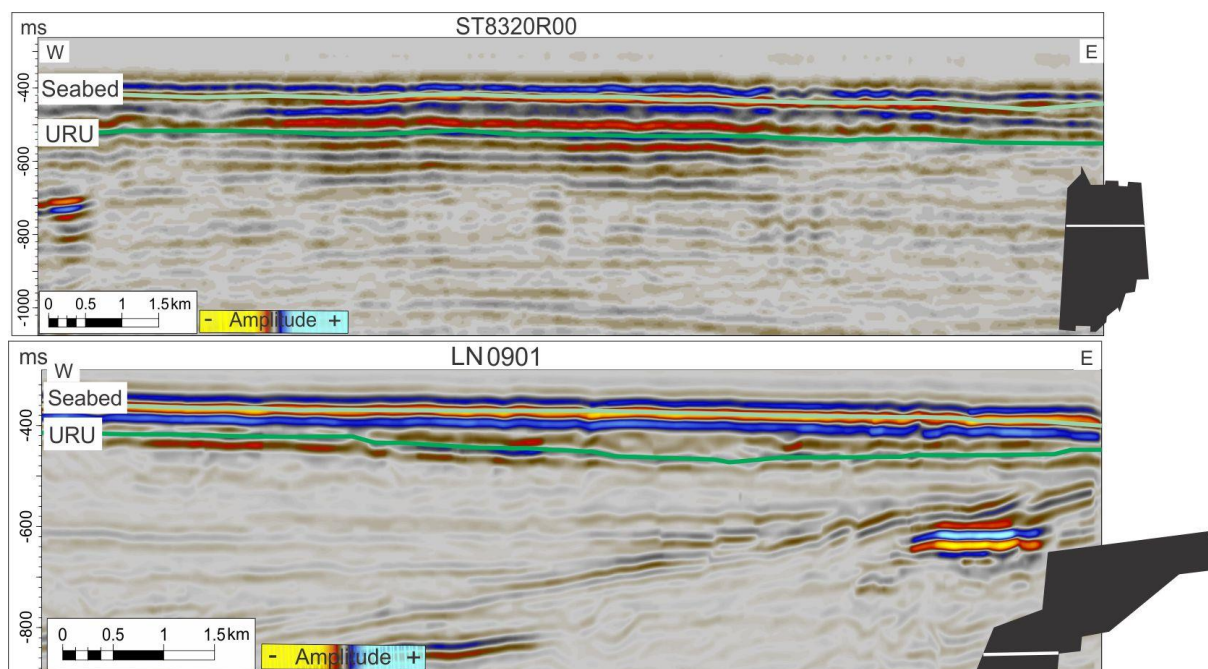 ms
ST8320R00
W
E
-400
Seabed
URU
-600
-800
-1000
0 0.5 1 1.5km
- Amplitude +
ms
LN0901
W
E
Seabed
-400
URU
-600
-800
0 0.5 1 1.5km
- Amplitude +